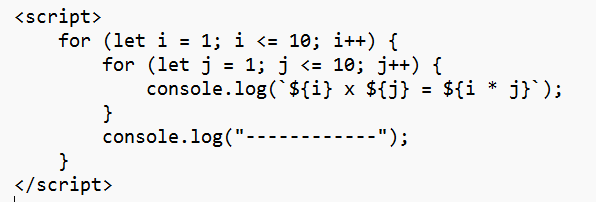 <script>
    for (let i = 1; i <= 10; i++) {
        for (let j = 1; j <= 10; j++) {
            console.log(`${i} x ${j} = ${i * j}`);
        }
        console.log("------------");
    }
</script>